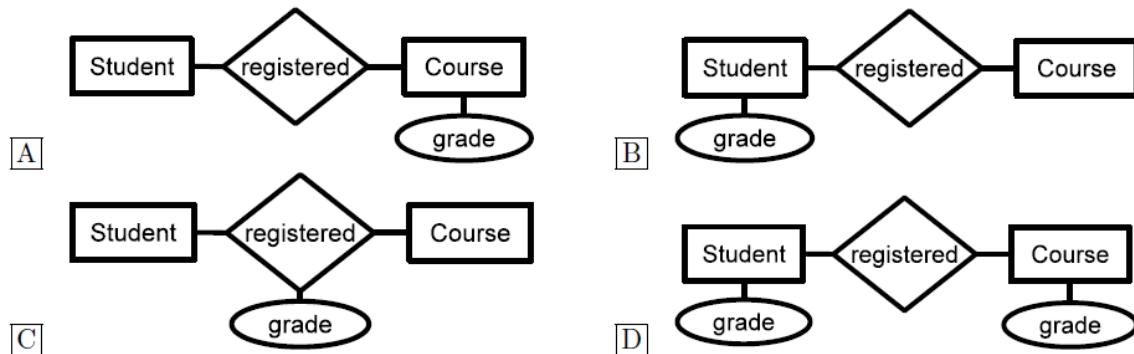 Student registered Course
grade
A
Student registered Course
grade
B
Student registered Course
grade
C
Student registered Course
grade grade
D